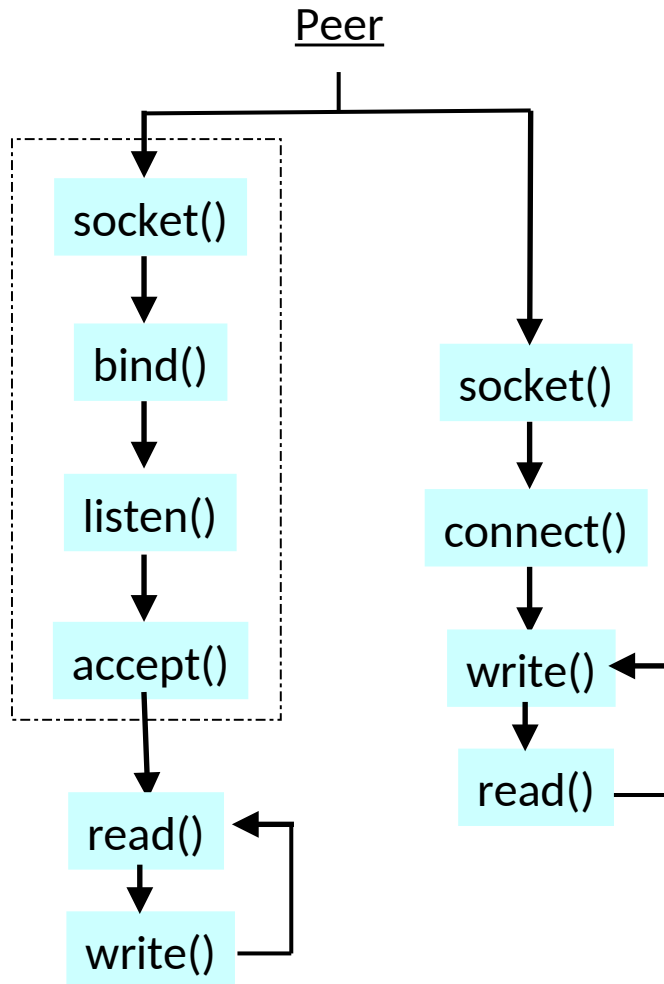 Peer
socket()
bind()
listen()
accept()
read()
write()
socket()
connect()
write()
read()